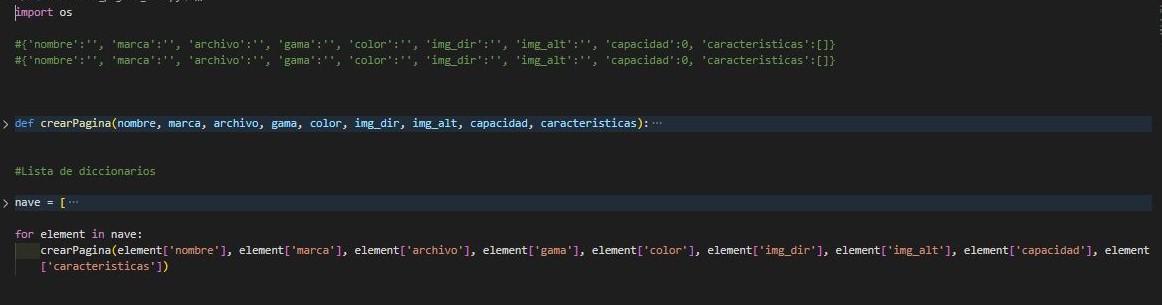 import os
#{'nombre':'', 'marca':'', 'archivo':'', 'gama':'', 'color':'', 'img_dir':'', 'img_alt':'', 'capacidad':0, 'caracteristicas':[]}
#{'nombre':'', 'marca':'', 'archivo':'', 'gama':'', 'color':'', 'img_dir':'', 'img_alt':'', 'capacidad':0, 'caracteristicas':[]}
def crearPagina(nombre, marca, archivo, gama, color, img_dir, img_alt, capacidad, caracteristicas):···
#Lista de diccionarios
nave = [···
for element in nave:
crearPagina(element['nombre'], element['marca'], element['archivo'], element['gama'], element['color'], element['img_dir'], element['img_alt'], element['capacidad'], element
['caracteristicas'])